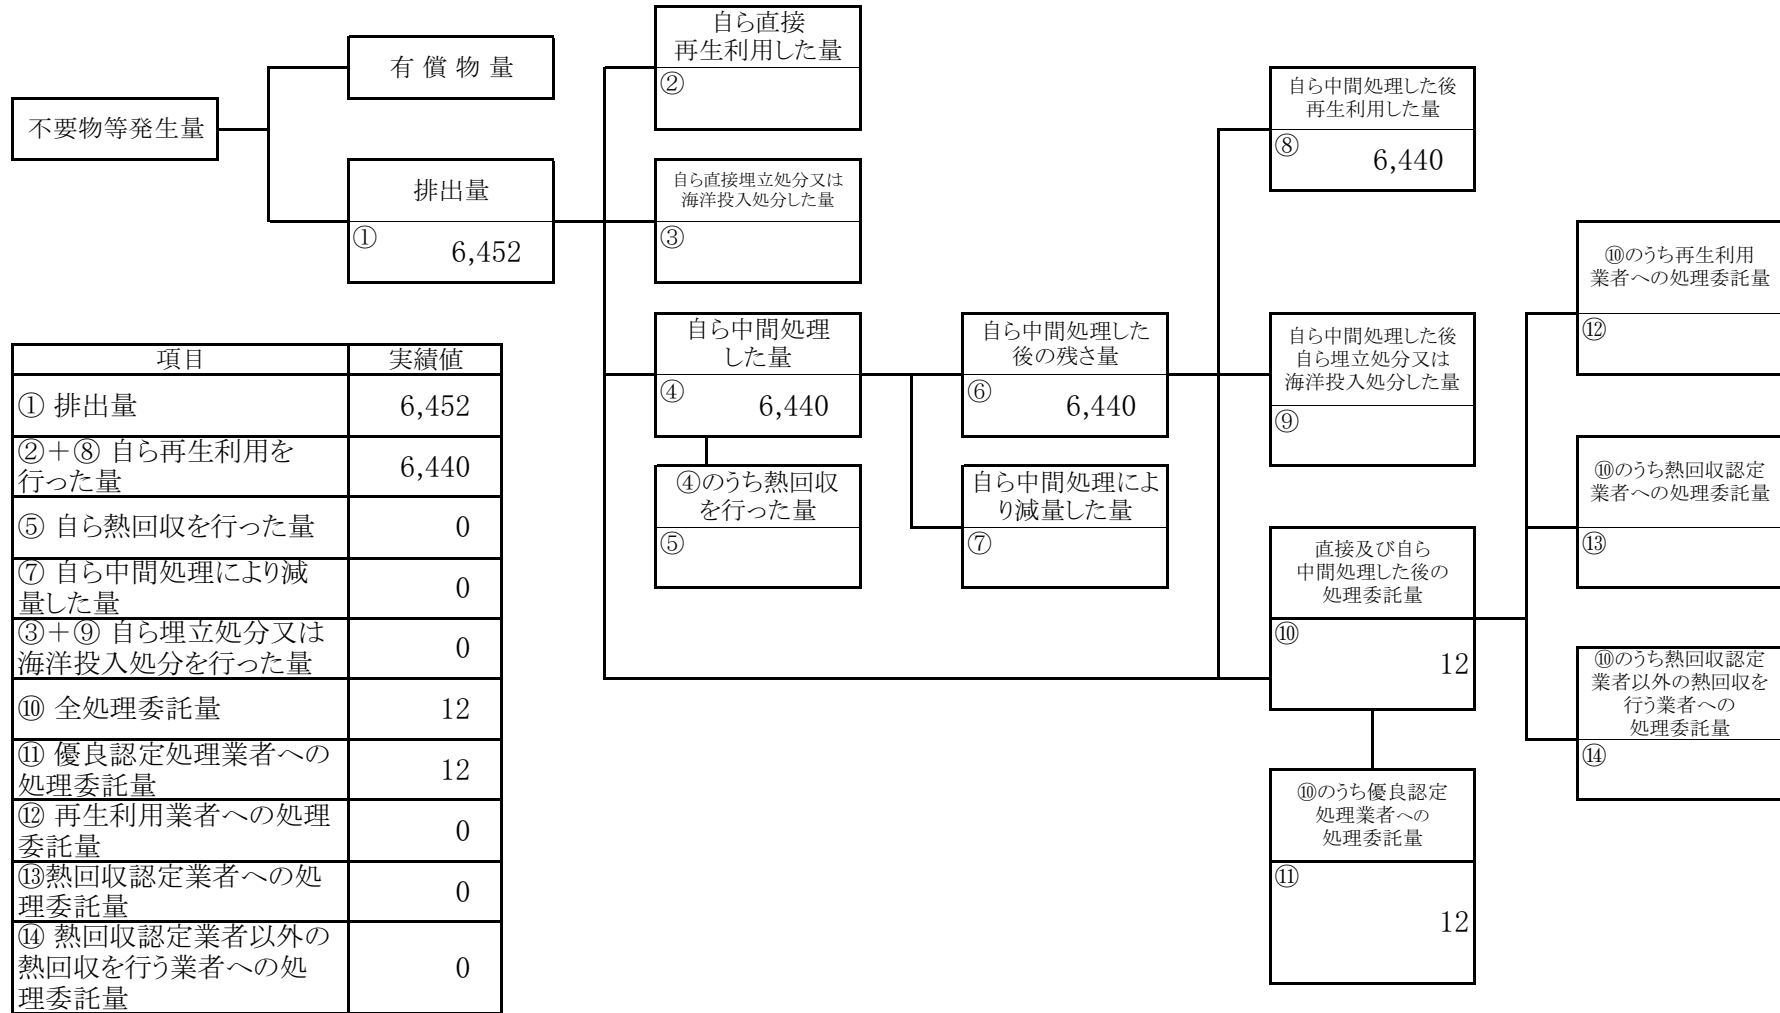 不要物等発生量
有 償 物 量
排出量
①
6,452
自ら直接
再生利用した量
②
自ら直接埋立処分又は
海洋投入処分した量
③
自ら中間処理
した量
④
6,440
④のうち熱回収
を行った量
⑤
自ら中間処理した
後の残さ量
⑥
6,440
自ら中間処理によ
り減量した量
⑦
自ら中間処理した後
再生利用した量
⑧
6,440
自ら中間処理した後
自ら埋立処分又は
海洋投入処分した量
⑨
直接及び自ら
中間処理した後の
処理委託量
⑩
12
⑩のうち優良認定
処理業者への
処理委託量
⑪
12
⑩のうち再生利用
業者への処理委託量
⑫
⑩のうち熱回収認定
業者への処理委託量
⑬
⑩のうち熱回収認定
業者以外の熱回収を
行う業者への
処理委託量
⑭
項目 実績値
① 排出量 6,452
②＋⑧ 自ら再生利用を
行った量 6,440
⑤ 自ら熱回収を行った量 0
⑦ 自ら中間処理により減
量した量 0
③＋⑨ 自ら埋立処分又は
海洋投入処分を行った量 0
⑩ 全処理委託量 12
⑪ 優良認定処理業者への
処理委託量 12
⑫ 再生利用業者への処理
委託量 0
⑬熱回収認定業者への処
理委託量 0
⑭ 熱回収認定業者以外の
熱回収を行う業者への処
理委託量 0